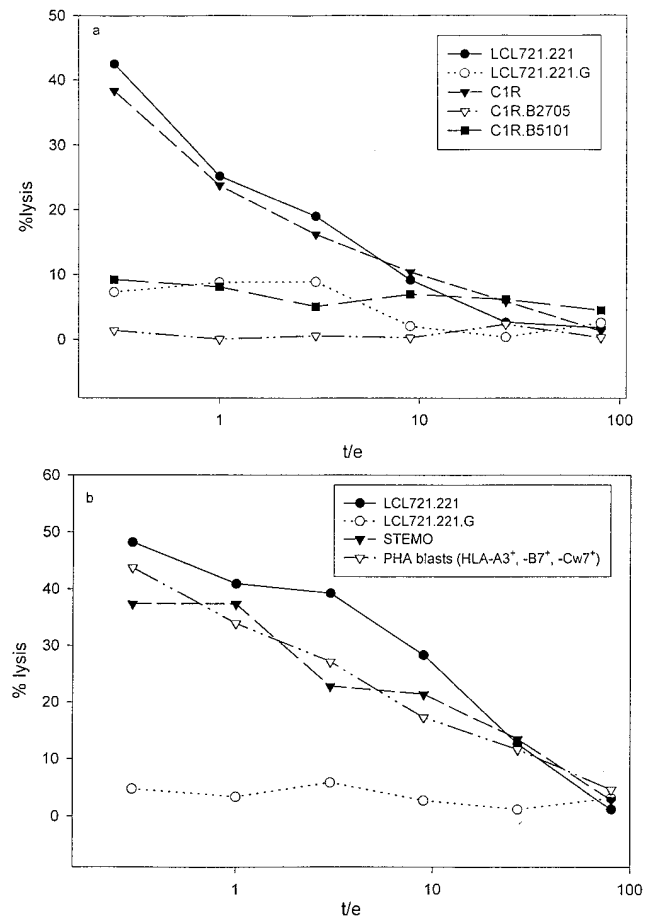 50
a
LCL721.221
LCL721.221.G
C1R
C1R.B2705
C1R.B5101
40
30
20
10
0
%lysis
1
10
100
t/e
60
b
LCL721.221
LCL721.221.G
STEMO
PHA blasts (HLA-A3⁺, -B7⁺, -Cw7⁺)
50
40
30
20
10
0
% lysis
1
10
100
t/e